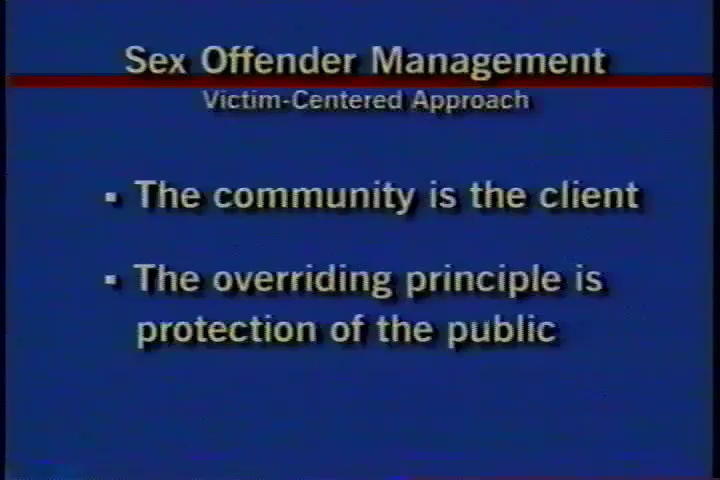 Sex Offender Management
Victim-Centered Approach
▪ The community is the client
▪ The overriding principle is
protection of the public